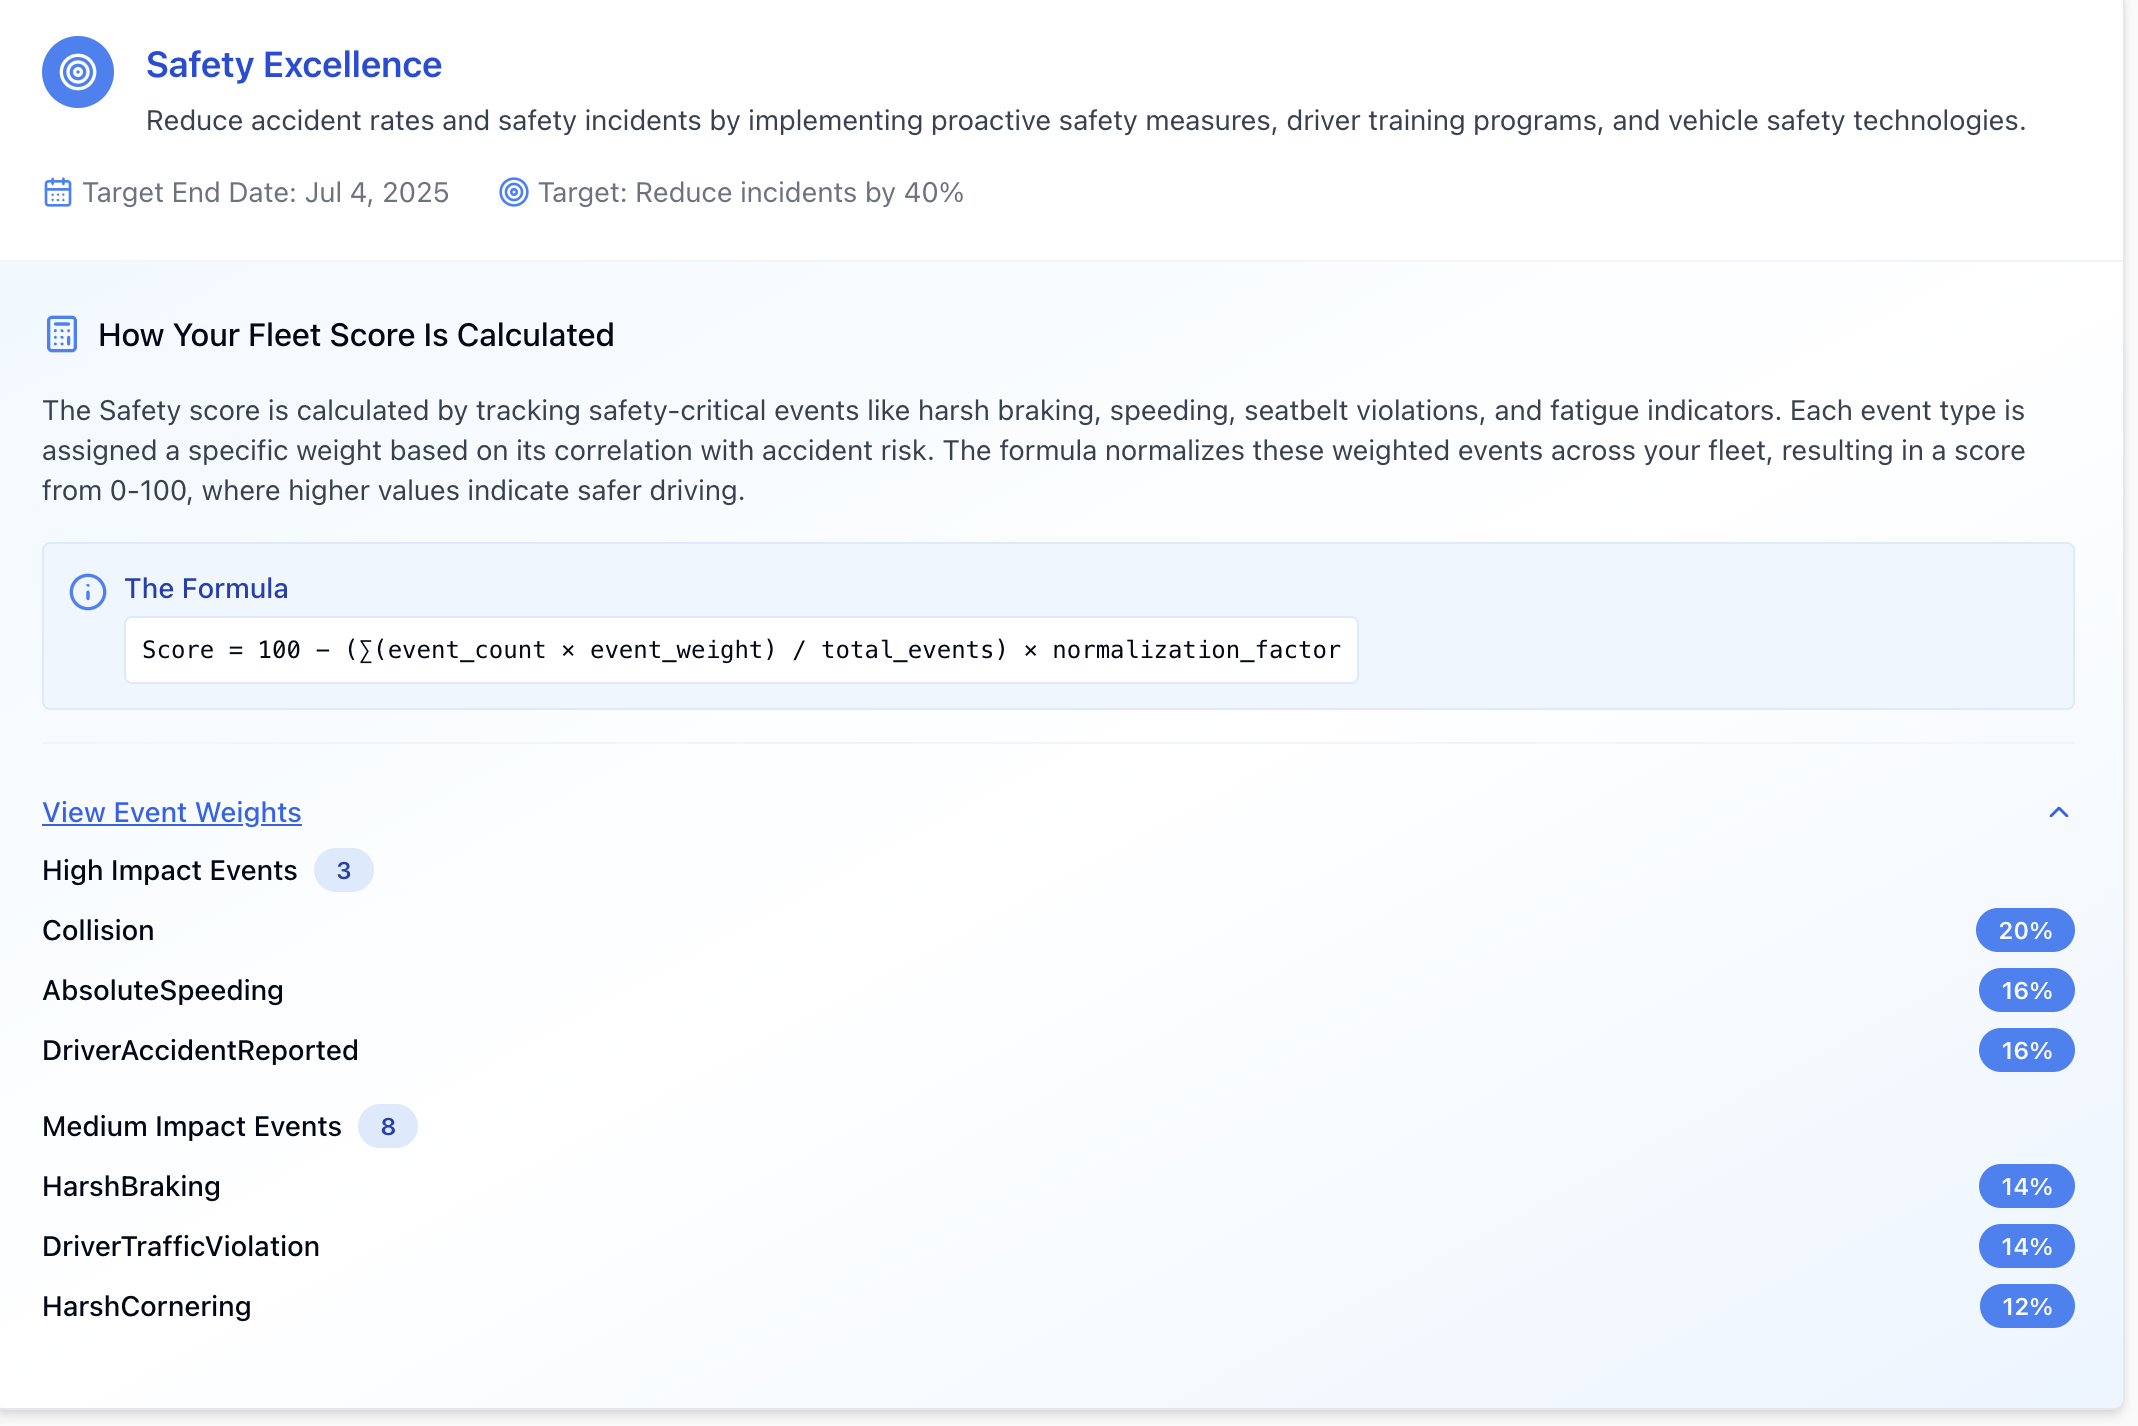 Safety Excellence
Reduce accident rates and safety incidents by implementing proactive safety measures, driver training programs, and vehicle safety technologies.
Target End Date: Jul 4, 2025 Target: Reduce incidents by 40%
How Your Fleet Score Is Calculated
The Safety score is calculated by tracking safety-critical events like harsh braking, speeding, seatbelt violations, and fatigue indicators. Each event type is
assigned a specific weight based on its correlation with accident risk. The formula normalizes these weighted events across your fleet, resulting in a score
from 0-100, where higher values indicate safer driving.
The Formula
Score = 100 − (∑(event_count × event_weight) / total_events) × normalization_factor
View Event Weights
High Impact Events 3
Collision 20%
AbsoluteSpeeding 16%
DriverAccidentReported 16%
Medium Impact Events 8
HarshBraking 14%
DriverTrafficViolation 14%
HarshCornering 12%